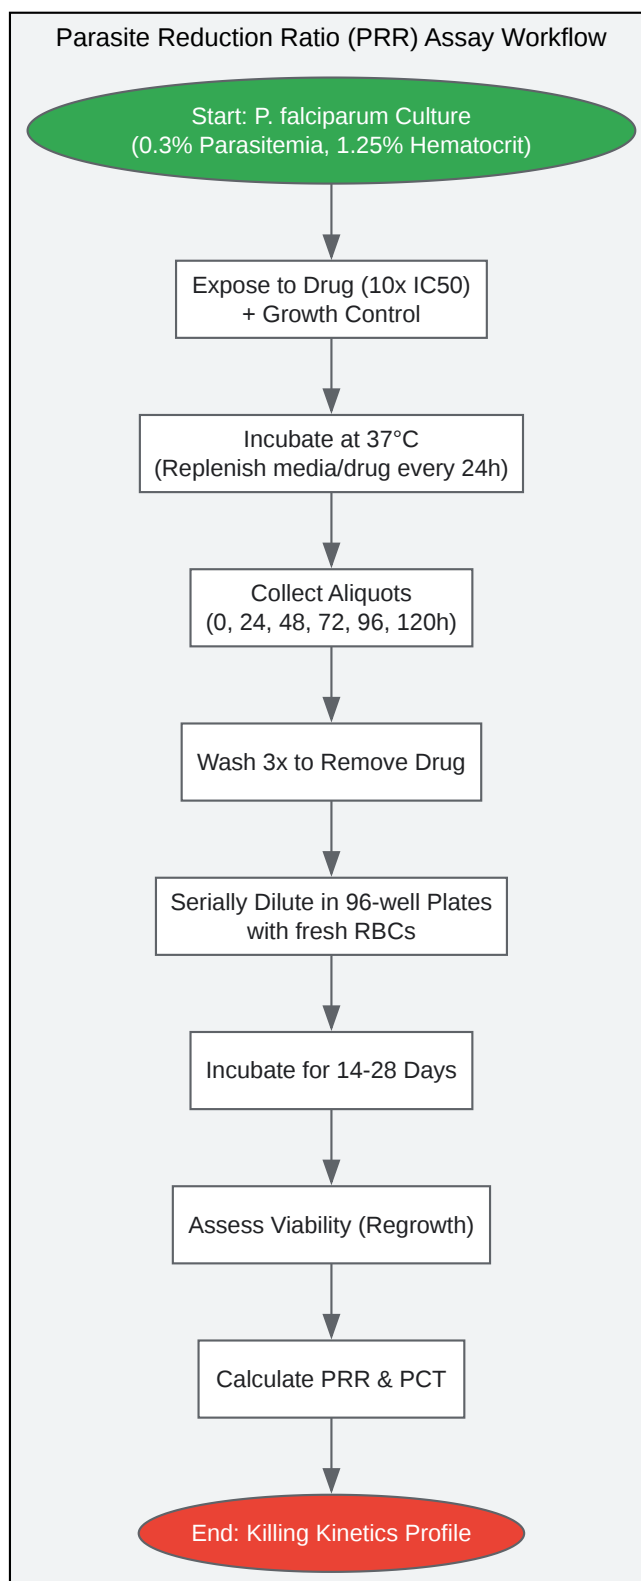 Parasite Reduction Ratio (PRR) Assay Workflow
Start: P. falciparum Culture
(0.3% Parasitemia, 1.25% Hematocrit)
Expose to Drug (10x IC50)
+ Growth Control
Incubate at 37°C
(Replenish media/drug every 24h)
Collect Aliquots
(0, 24, 48, 72, 96, 120h)
Wash 3x to Remove Drug
Serially Dilute in 96-well Plates
with fresh RBCs
Incubate for 14-28 Days
Assess Viability (Regrowth)
Calculate PRR & PCT
End: Killing Kinetics Profile